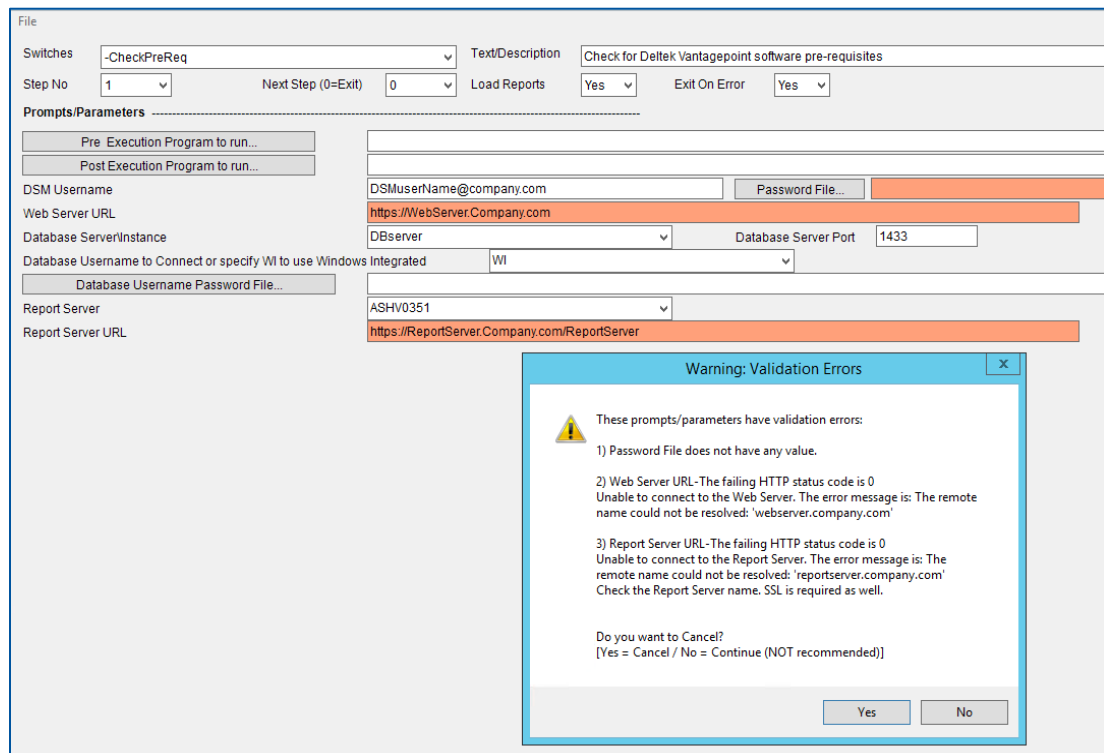 File
Switches -CheckPreReq Text/Description Check for Deltek Vantagepoint software pre-requisites
Step No 1 Next Step (0=Exit) 0 Load Reports Yes Exit On Error Yes
Prompts/Parameters ----------------------------------------------------------------------------------------------------
Pre Execution Program to run...
Post Execution Program to run...
DSM Username DSMuserName@company.com Password File...
Web Server URL https://WebServer.Company.com
Database Server\Instance DBserver Database Server Port 1433
Database Username to Connect or specify WI to use Windows Integrated WI
Database Username Password File...
Report Server ASHV0351
Report Server URL https://ReportServer.Company.com/ReportServer
Warning: Validation Errors x
These prompts/parameters have validation errors:
1) Password File does not have any value.
2) Web Server URL-The failing HTTP status code is 0
Unable to connect to the Web Server. The error message is: The remote
name could not be resolved: 'webserver.company.com'
3) Report Server URL-The failing HTTP status code is 0
Unable to connect to the Report Server. The error message is: The
remote name could not be resolved: 'reportserver.company.com'
Check the Report Server name. SSL is required as well.
Do you want to Cancel?
[Yes = Cancel / No = Continue (NOT recommended)]
Yes No